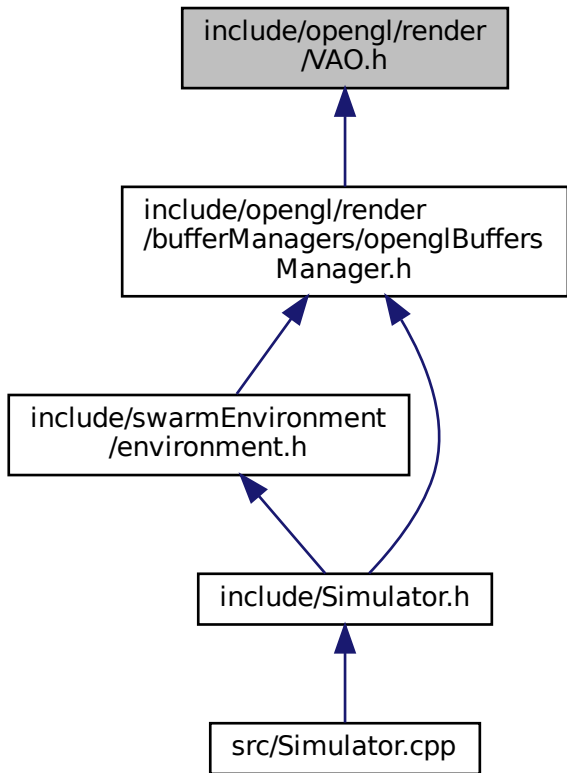 include/opengl/render
/VAO.h
include/opengl/render
/bufferManagers/openglBuffers
Manager.h
include/swarmEnvironment
/environment.h
include/Simulator.h
src/Simulator.cpp